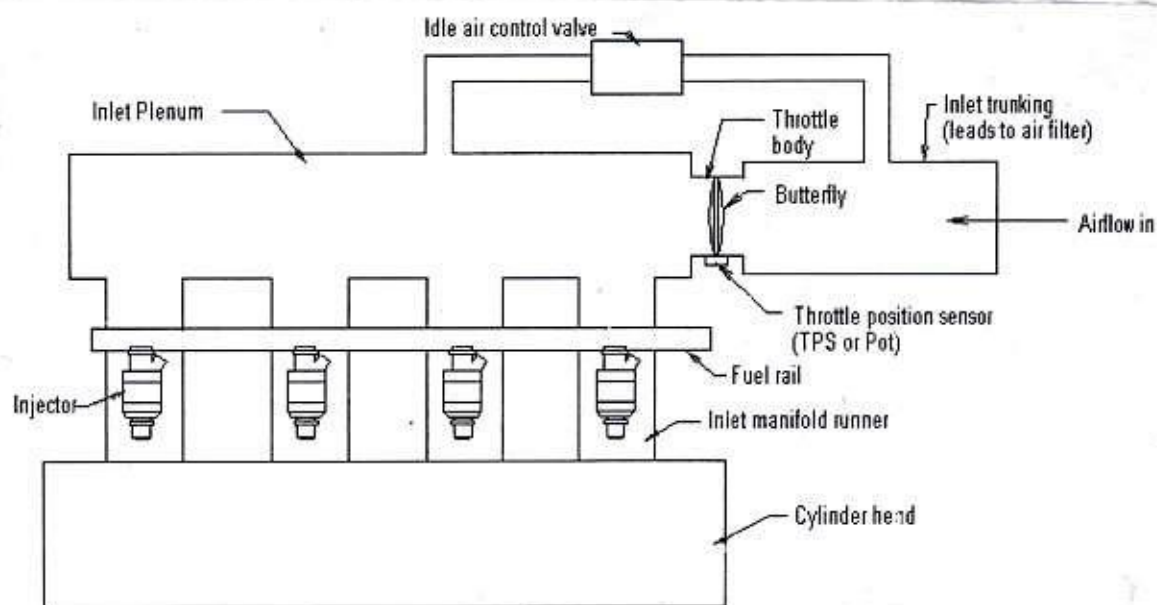 Idle air control valve
Inlet Plenum
Inlet trunking
(leads to air filter)
Throttle
body
Butterfly
Airflow in
Throttle position sensor
(TPS or Pot)
Fuel rail
Injector
Inlet manifold runner
Cylinder head